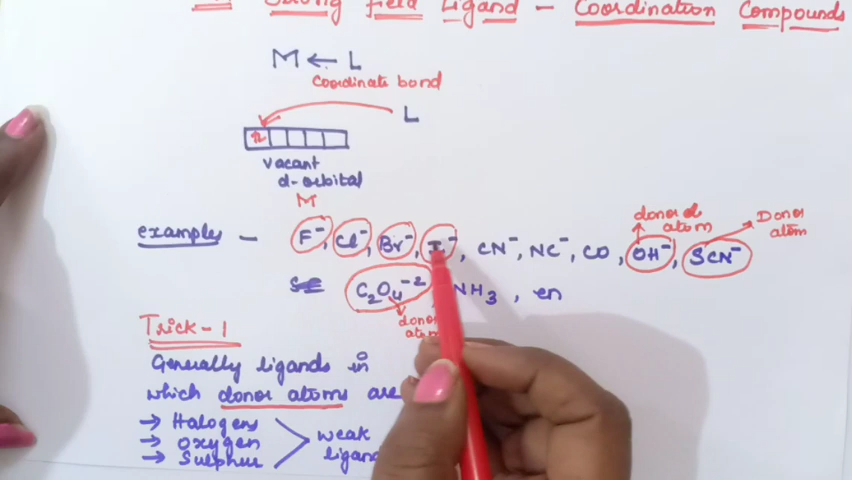 Strong Field Ligand - Coordination Compounds
M ← L
Coordinate bond
L
vacant
d-orbital
M
donor
atom
Donor
atom
example - F⁻, Cl⁻, Br⁻, I⁻, CN⁻, NC⁻, CO, OH⁻, SCN⁻
C₂O₄⁻², NH₃, en
donor
atom
Trick-1
Generally ligands in
which donor atoms are
→ Halogens
→ Oxygen
→ Sulphur
weak